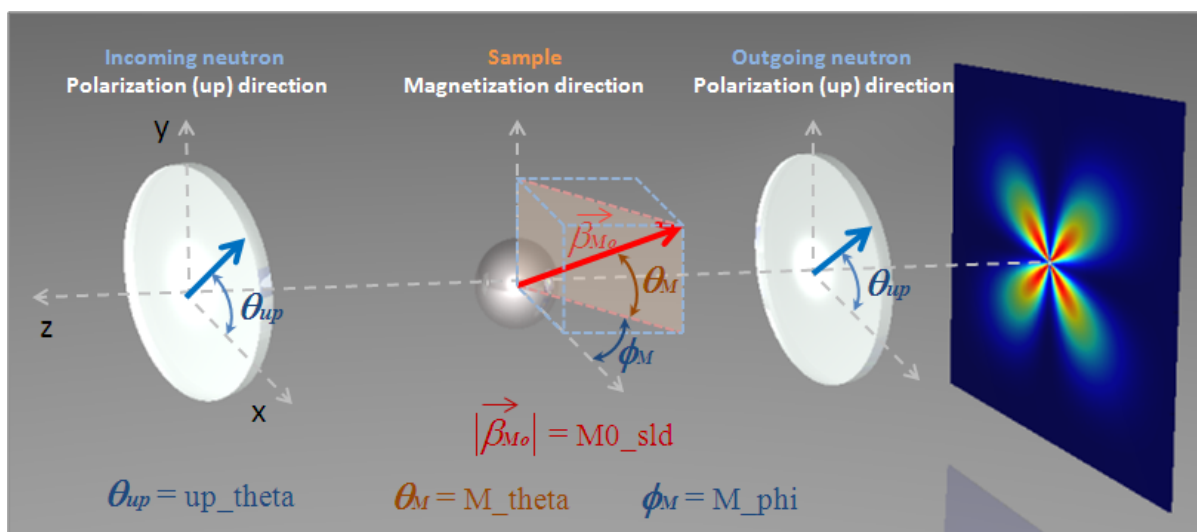 Incoming neutron
Polarization (up) direction
Sample
Magnetization direction
Outgoing neutron
Polarization (up) direction
y
z
x
θup
β⃗Mo
θM
ϕM
θup
|β⃗Mo| = M0_sld
θup = up_theta
θM = M_theta
ϕM = M_phi